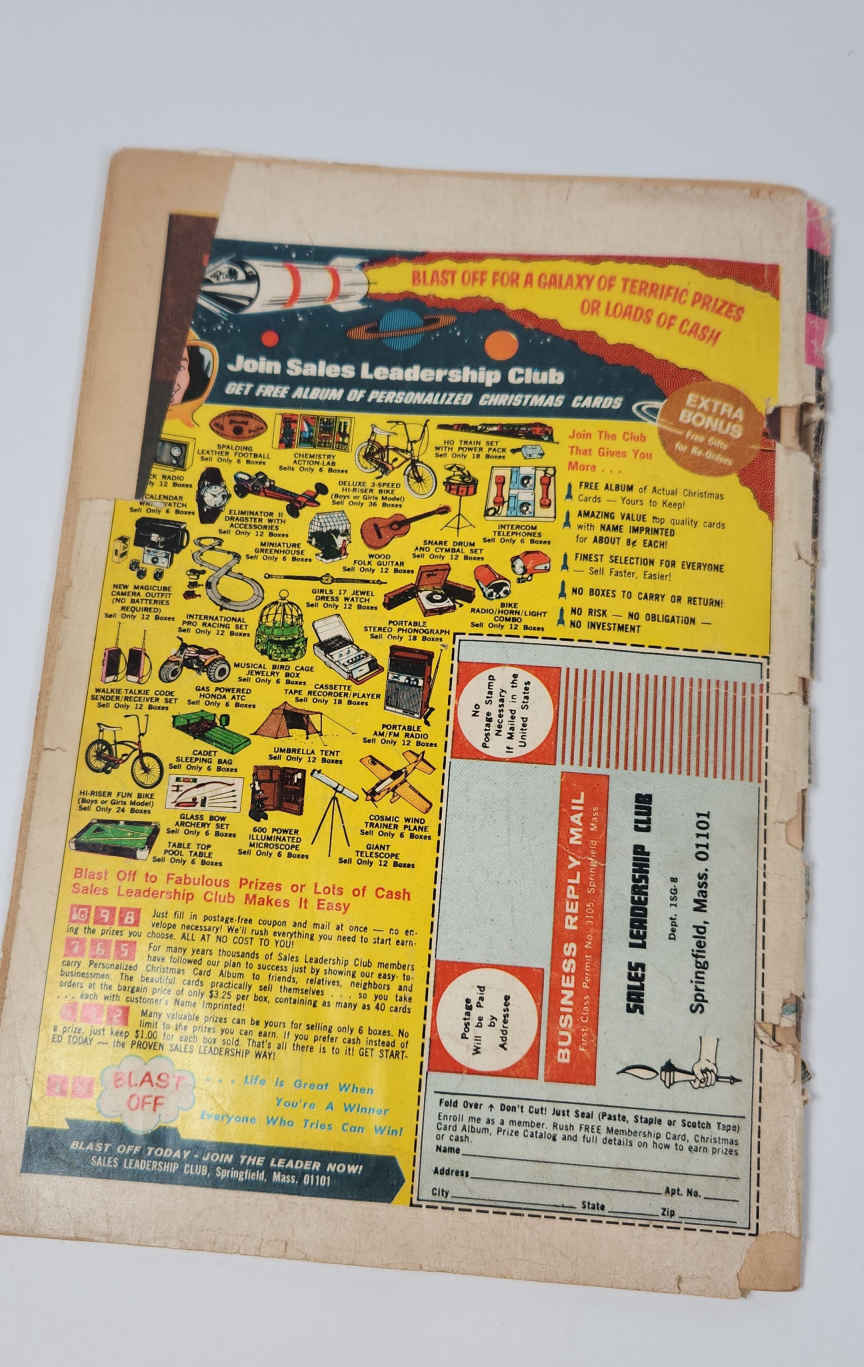 BLAST OFF FOR A GALAXY OF TERRIFIC PRIZES
OR LOADS OF CASH
Join Sales Leadership Club
GET FREE ALBUM OF PERSONALIZED CHRISTMAS CARDS
EXTRA
BONUS
Free Gifts
for Re-Orders
SPALDING
LEATHER FOOTBALL
Sell Only 6 Boxes
CHEMISTRY
ACTION-LAB
Sells Only 6 Boxes
DELUXE 3-SPEED
HI-RISER BIKE
(Boys or Girls Model)
Sell Only 36 Boxes
HO TRAIN SET
WITH POWER PACK
Sell Only 18 Boxes
CK RADIO
ly 12 Boxes
CALENDAR
WATCH
Sell Only 6 Boxes
ELIMINATOR II
DRAGSTER WITH
ACCESSORIES
Sell Only 12 Boxes
MINIATURE
GREENHOUSE
Sell Only 6 Boxes
WOOD
FOLK GUITAR
Sell Only 12 Boxes
SNARE DRUM
AND CYMBAL SET
Sell Only 12 Boxes
INTERCOM
TELEPHONES
Sell Only 6 Boxes
NEW MAGICUBE
CAMERA OUTFIT
(NO BATTERIES
REQUIRED)
Sell Only 12 Boxes
INTERNATIONAL
PRO RACING SET
Sell Only 12 Boxes
GIRLS 17 JEWEL
DRESS WATCH
Sell Only 12 Boxes
PORTABLE
STEREO PHONOGRAPH
Sell Only 18 Boxes
BIKE
RADIO/HORN/LIGHT
COMBO
Sell Only 12 Boxes
WALKIE-TALKIE CODE
SENDER/RECEIVER SET
Sell Only 12 Boxes
GAS POWERED
HONDA ATC
Sell Only 6 Boxes
MUSICAL BIRD CAGE
JEWELRY BOX
Sell Only 6 Boxes
CASSETTE
TAPE RECORDER/PLAYER
Sell Only 18 Boxes
PORTABLE
AM/FM RADIO
Sell Only 12 Boxes
HI-RISER FUN BIKE
(Boys or Girls Model)
Sell Only 24 Boxes
CADET
SLEEPING BAG
Sell Only 6 Boxes
UMBRELLA TENT
Sell Only 12 Boxes
GLASS BOW
ARCHERY SET
Sell Only 6 Boxes
600 POWER
ILLUMINATED
MICROSCOPE
Sell Only 6 Boxes
COSMIC WIND
TRAINER PLANE
Sell Only 6 Boxes
TABLE TOP
POOL TABLE
Sell Only 6 Boxes
GIANT
TELESCOPE
Sell Only 12 Boxes
Join The Club
That Gives You
More . . .
FREE ALBUM of Actual Christmas
Cards — Yours to Keep!
AMAZING VALUE top quality cards
with NAME IMPRINTED
for ABOUT 8¢ EACH!
FINEST SELECTION FOR EVERYONE
— Sell Faster, Easier!
NO BOXES TO CARRY OR RETURN!
NO RISK — NO OBLIGATION —
NO INVESTMENT
Blast Off to Fabulous Prizes or Lots of Cash
Sales Leadership Club Makes It Easy
10 9 8 Just fill in postage-free coupon and mail at once — no en-
velope necessary! We'll rush everything you need to start earn-
ing the prizes you choose. ALL AT NO COST TO YOU!
7 6 5 For many years thousands of Sales Leadership Club members
have followed our plan to success just by showing our easy-to-
carry Personalized Christmas Card Album to friends, relatives, neighbors and
businessmen. The beautiful cards practically sell themselves . . . so you take
orders at the bargain price of only $3.25 per box, containing as many as 40 cards
. . . each with customer's Name Imprinted!
4 3 2 Many valuable prizes can be yours for selling only 6 boxes. No
limit to the prizes you can earn. If you prefer cash instead of
a prize, just keep $1.00 for each box sold. That's all there is to it! GET START-
ED TODAY — the PROVEN SALES LEADERSHIP WAY!
BLAST
OFF
. . . Life is Great When
You're A Winner
Everyone Who Tries Can Win!
BLAST OFF TODAY - JOIN THE LEADER NOW!
SALES LEADERSHIP CLUB, Springfield, Mass. 01101
No
Postage Stamp
Necessary
If Mailed in the
United States
Postage
Will be Paid
by
Addressee
BUSINESS REPLY MAIL
First Class Permit No. 3105, Springfield, Mass
SALES LEADERSHIP CLUB
Dept. 1SG-8
Springfield, Mass. 01101
Fold Over ↑ Don't Cut! Just Seal (Paste, Staple or Scotch Tape)
Enroll me as a member. Rush FREE Membership Card, Christmas
Card Album, Prize Catalog and full details on how to earn prizes
or cash.
Name
Address Apt. No.
City State Zip